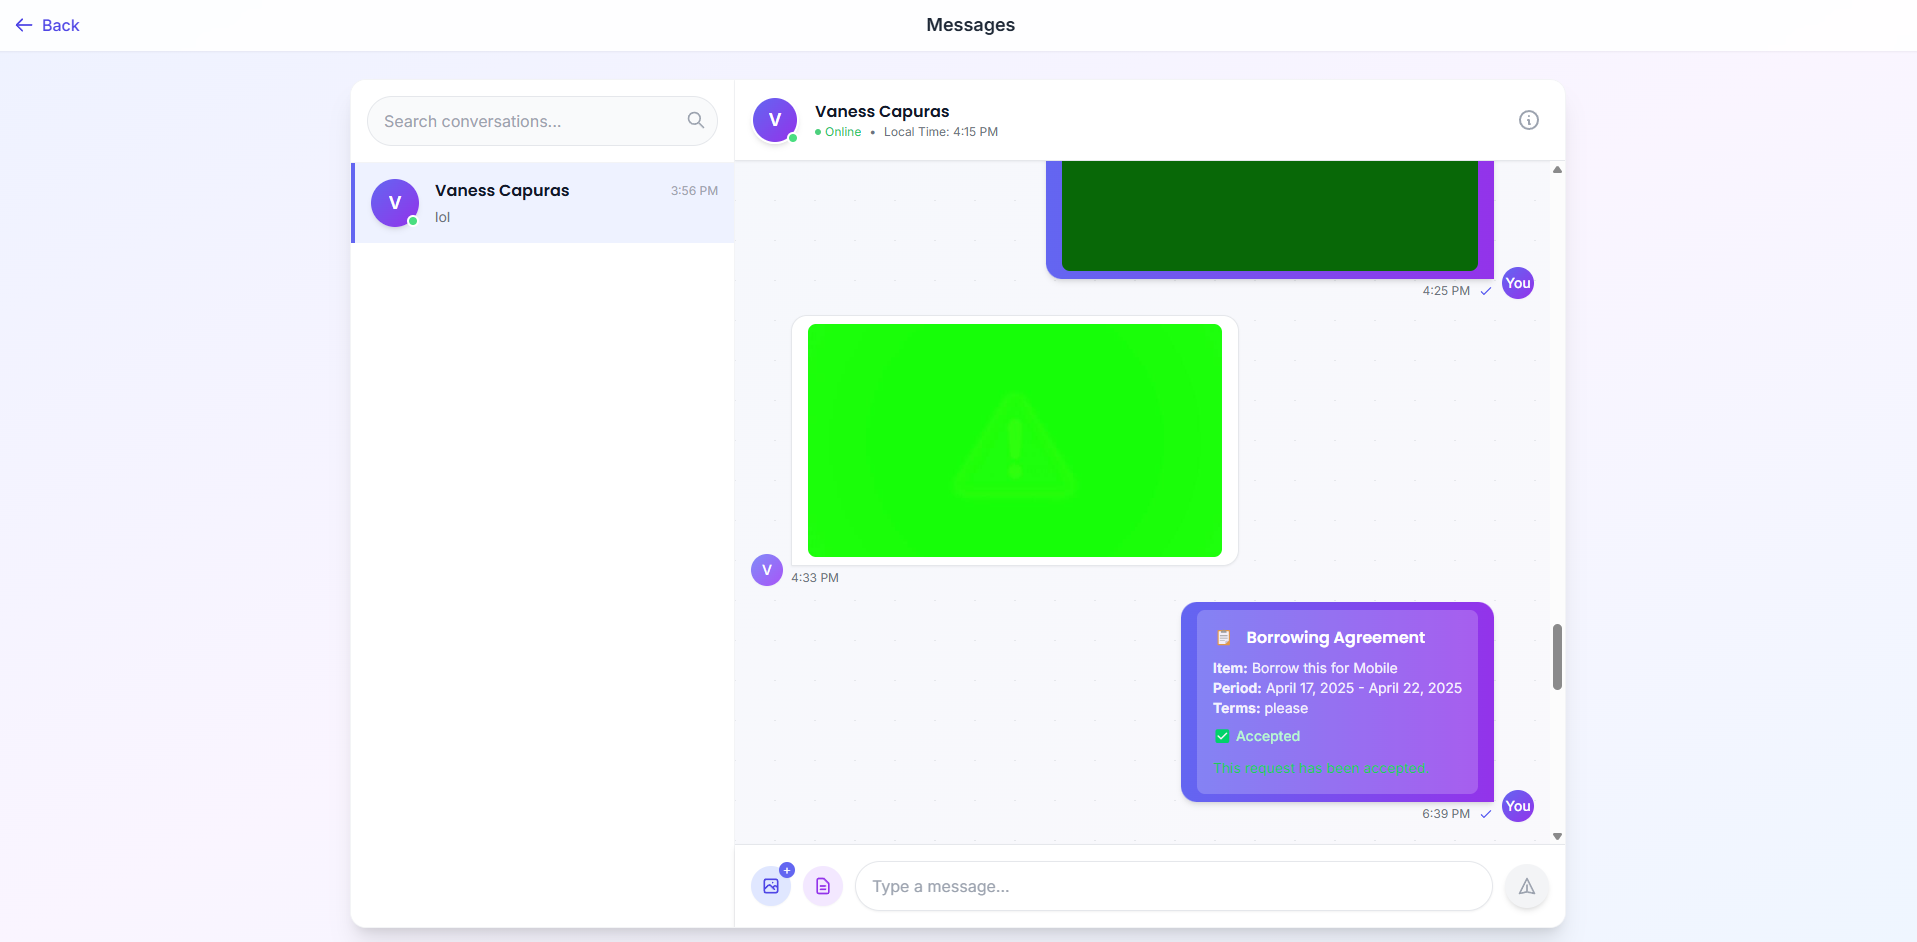 Back
Messages
Search conversations...
V
Vaness Capuras
3:56 PM
lol
V
Vaness Capuras
Online • Local Time: 4:15 PM
4:25 PM
You
V
4:33 PM
Borrowing Agreement
Item: Borrow this for Mobile
Period: April 17, 2025 - April 22, 2025
Terms: please
Accepted
This request has been accepted.
6:39 PM
You
Type a message...